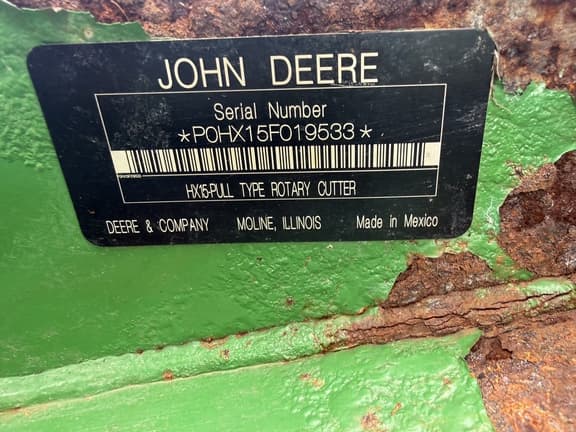 JOHN DEERE
Serial Number
*P0HX15F019533*
HX15-PULL TYPE ROTARY CUTTER
DEERE & COMPANY MOLINE, ILLINOIS Made in Mexico